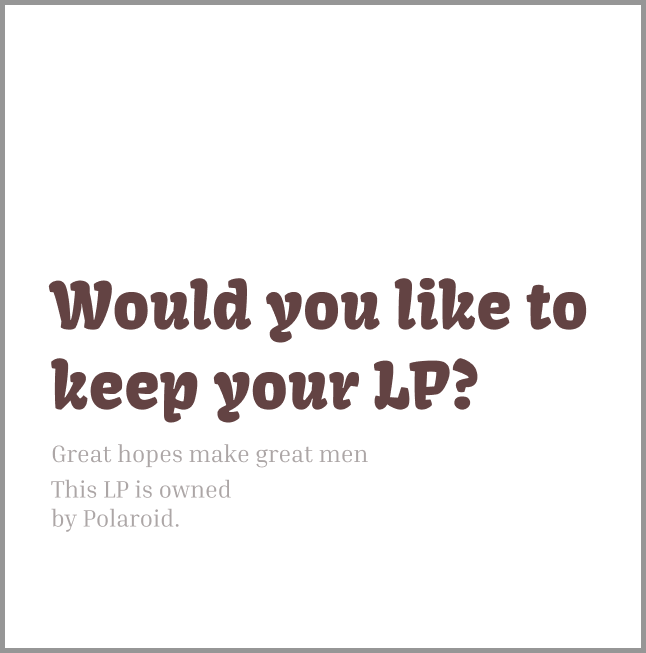 Would you like to
keep your LP?
Great hopes make great men
This LP is owned
by Polaroid.